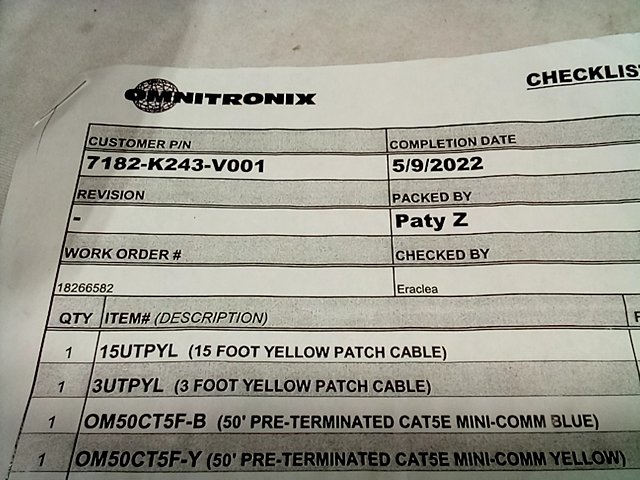 OMNITRONIX
CHECKLIS
CUSTOMER P/N COMPLETION DATE
7182-K243-V001 5/9/2022
REVISION PACKED BY
- Paty Z
WORK ORDER # CHECKED BY
18266582 Eraclea
QTY ITEM# (DESCRIPTION)
1 15UTPYL (15 FOOT YELLOW PATCH CABLE)
1 3UTPYL (3 FOOT YELLOW PATCH CABLE)
1 OM50CT5F-B (50' PRE-TERMINATED CAT5E MINI-COMM BLUE)
1 OM50CT5F-Y (50' PRE-TERMINATED CAT5E MINI-COMM YELLOW)